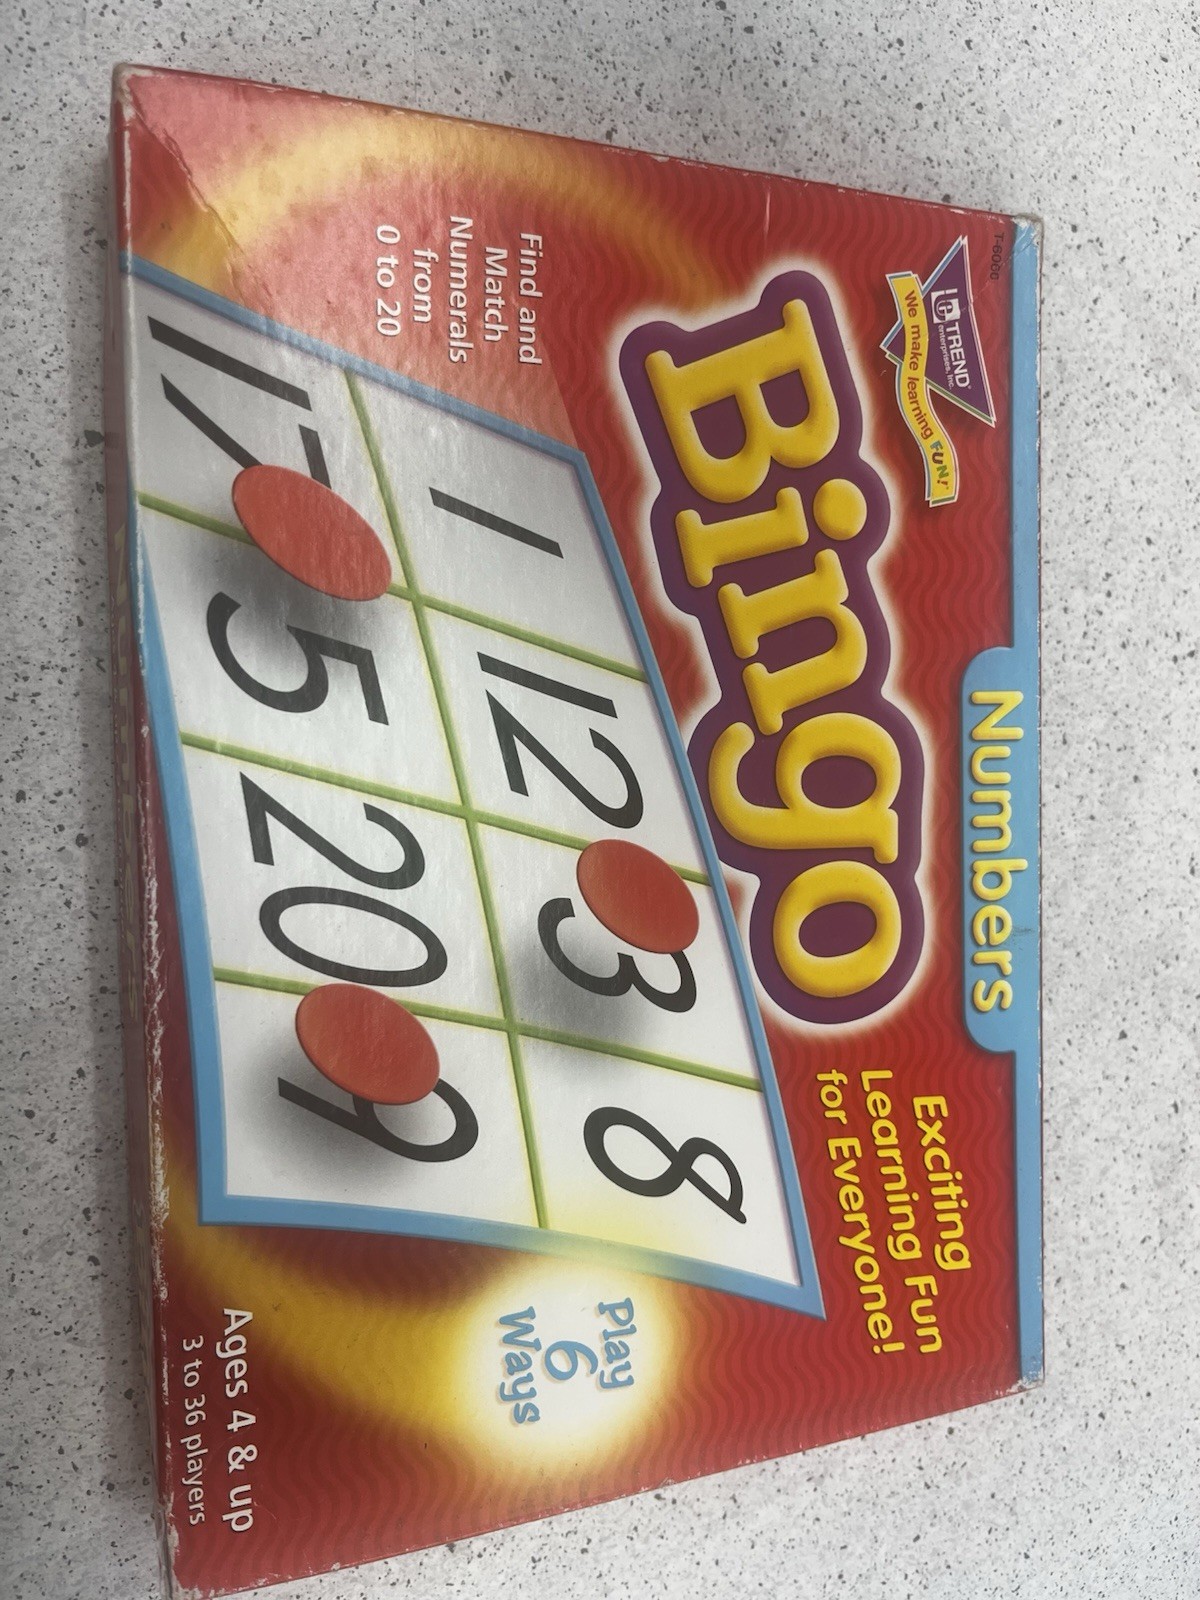 T-6060
TREND®
enterprises, inc.
We make learning FUN!
Numbers
Bingo
Exciting
Learning Fun
for Everyone!
Find and
Match
Numerals
from
0 to 20
1 12 3 8
17 5 20 9
Play
6
Ways
Ages 4 & up
3 to 36 players